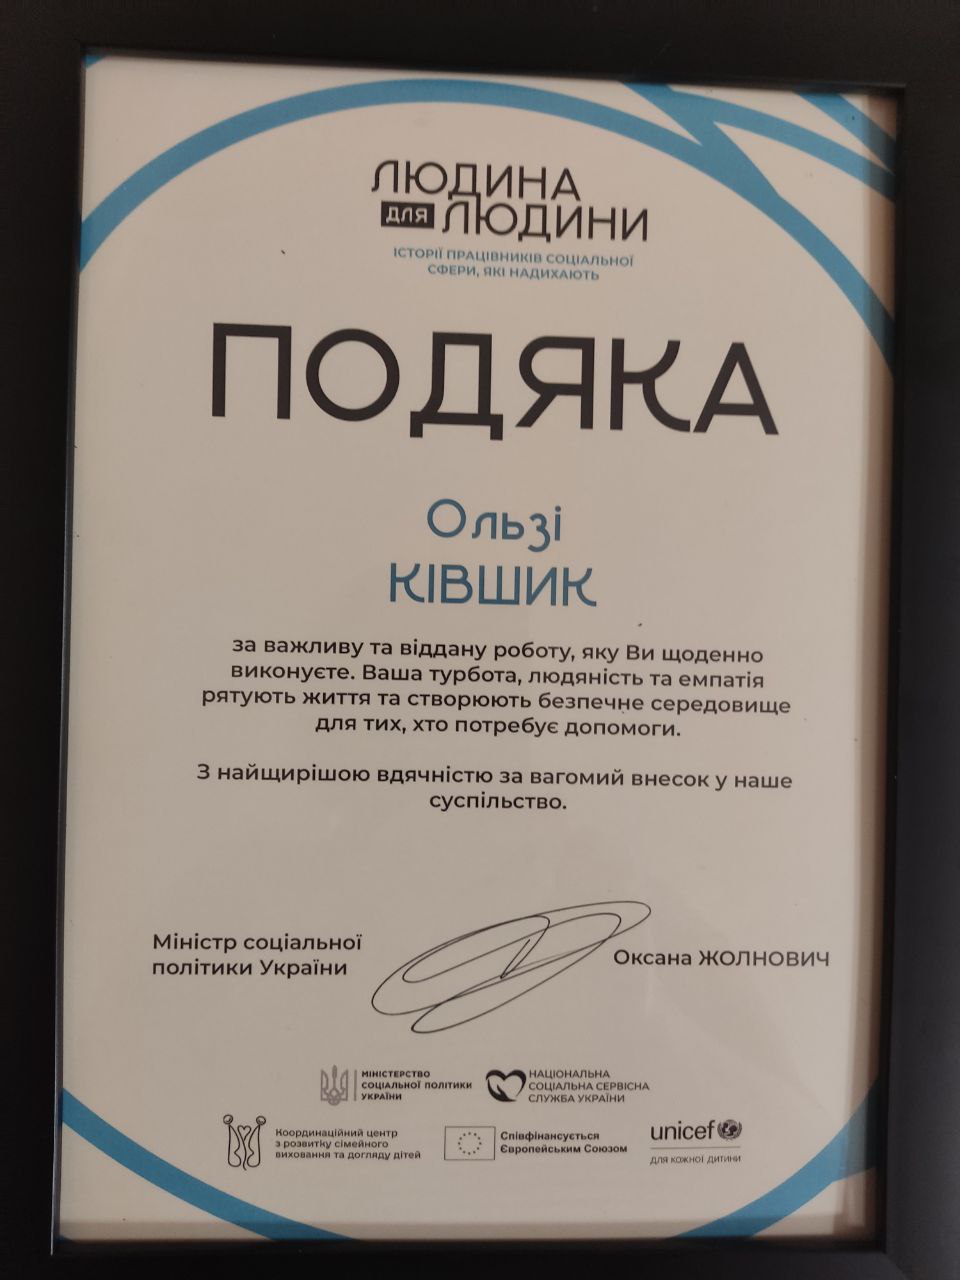 ЛЮДИНА
ДЛЯ ЛЮДИНИ
ІСТОРІЇ ПРАЦІВНИКІВ СОЦІАЛЬНОЇ
СФЕРИ, ЯКІ НАДИХАЮТЬ
ПОДЯКА
Ользі
КІВШИК
за важливу та віддану роботу, яку Ви щоденно
виконуєте. Ваша турбота, людяність та емпатія
рятують життя та створюють безпечне середовище
для тих, хто потребує допомоги.
З найщирішою вдячністю за вагомий внесок у наше
суспільство.
Міністр соціальної
політики України
Оксана ЖОЛНОВИЧ
МІНІСТЕРСТВО
СОЦІАЛЬНОЇ ПОЛІТИКИ
УКРАЇНИ
НАЦІОНАЛЬНА
СОЦІАЛЬНА СЕРВІСНА
СЛУЖБА УКРАЇНИ
Координаційний центр
з розвитку сімейного
виховання та догляду дітей
Співфінансується
Європейським Союзом
unicef
ДЛЯ КОЖНОЇ ДИТИНИ